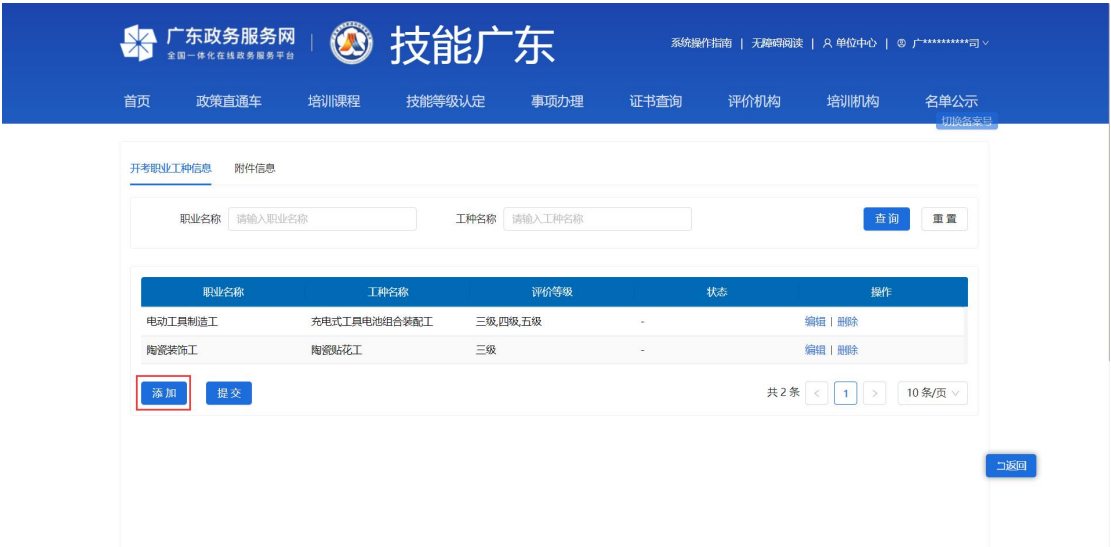 广东政务服务网
全国一体化在线政务服务平台
技能广东
系统操作指南 | 无障碍阅读 | 单位中心 | 广**********司
首页 政策直通车 培训课程 技能等级认定 事项办理 证书查询 评价机构 培训机构 名单公示
切换备案号
开考职业工种信息 附件信息
职业名称 请输入职业名称 工种名称 请输入工种名称 查询 重置
职业名称 工种名称 评价等级 状态 操作
电动工具制造工 充电式工具电池组合装配工 三级,四级,五级 - 编辑 | 删除
陶瓷装饰工 陶瓷贴花工 三级 - 编辑 | 删除
添加 提交 共 2 条 < 1 > 10 条/页
返回